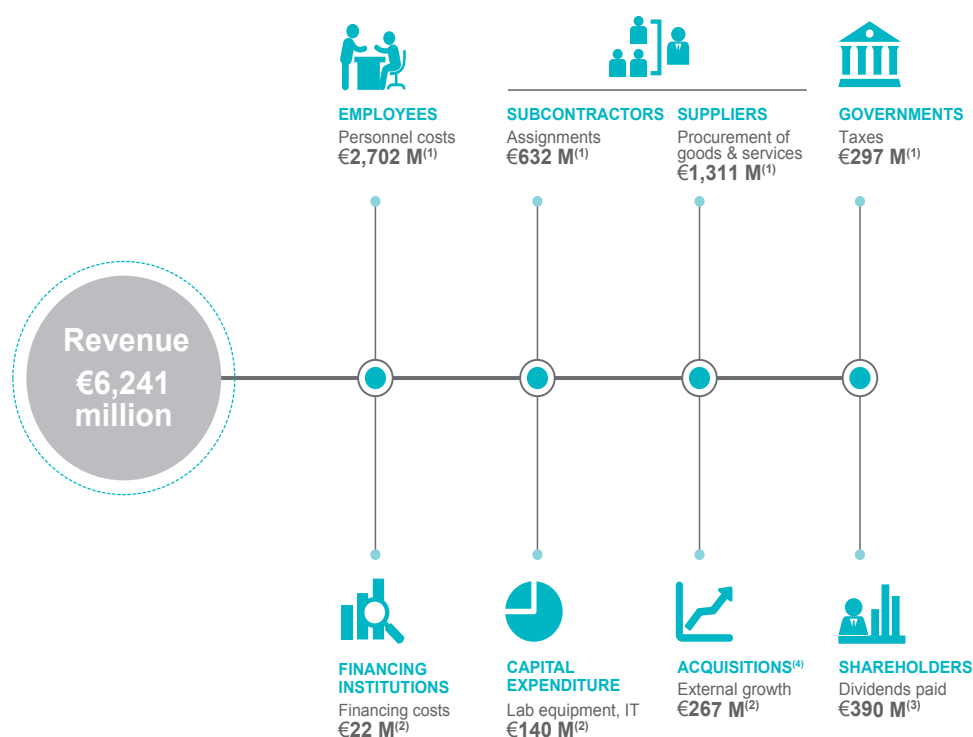 EMPLOYEES
Personnel costs
€2,702 M(1)
SUBCONTRACTORS
Assignments
€632 M(1)
SUPPLIERS
Procurement of
goods & services
€1,311 M(1)
GOVERNMENTS
Taxes
€297 M(1)
Revenue
€6,241
million
FINANCING
INSTITUTIONS
Financing costs
€22 M(2)
CAPITAL
EXPENDITURE
Lab equipment, IT
€140 M(2)
ACQUISITIONS(4)
External growth
€267 M(2)
SHAREHOLDERS
Dividends paid
€390 M(3)